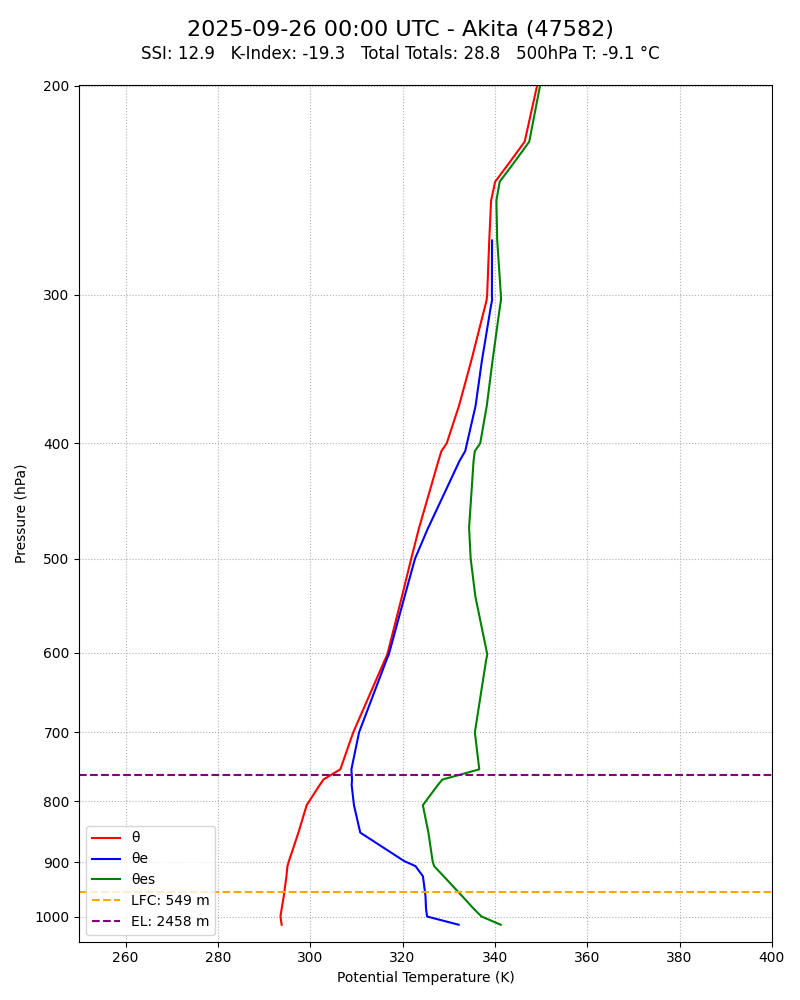 2025-09-26 00:00 UTC - Akita (47582)
SSI: 12.9   K-Index: -19.3   Total Totals: 28.8   500hPa T: -9.1 °C
200
300
400
500
600
700
800
900
1000
Pressure (hPa)
θ
θe
θes
LFC: 549 m
EL: 2458 m
260
280
300
320
340
360
380
400
Potential Temperature (K)